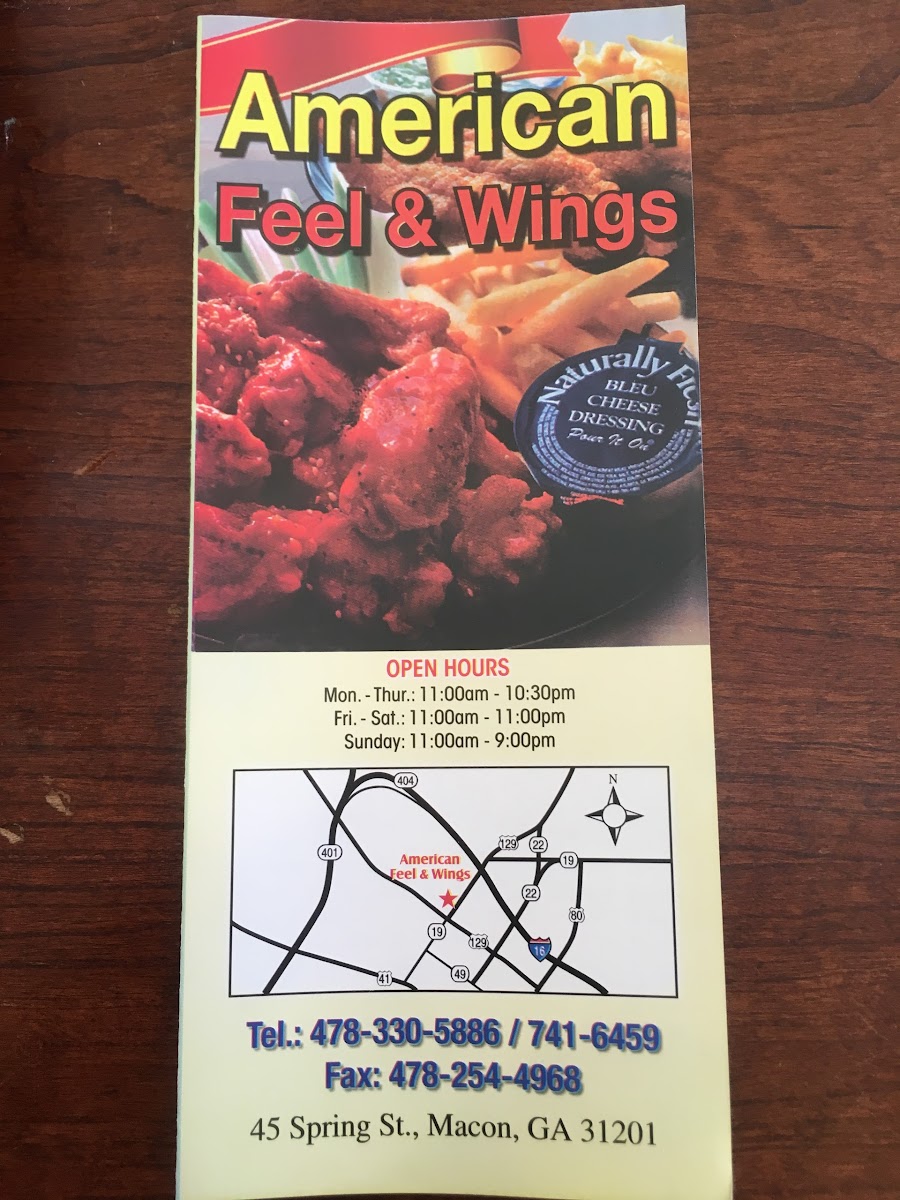 American
Feel & Wings
Naturally Fresh
BLEU
CHEESE
DRESSING
Pour It On
OPEN HOURS
Mon. - Thur.: 11:00am - 10:30pm
Fri. - Sat.: 11:00am - 11:00pm
Sunday: 11:00am - 9:00pm
N
404
401
129
22
19
American
Feel & Wings
22
80
19
129
16
41
49
Tel.: 478-330-5886 / 741-6459
Fax: 478-254-4968
45 Spring St., Macon, GA 31201